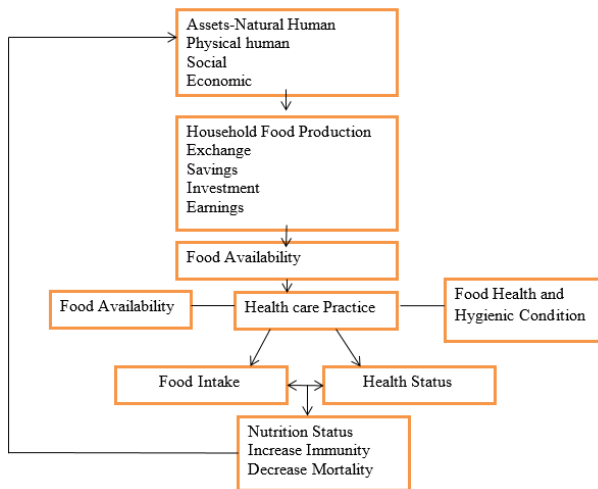 Assets-Natural Human
Physical human
Social
Economic
Household Food Production
Exchange
Savings
Investment
Earnings
Food Availability
Food Availability
Health care Practice
Food Health and
Hygienic Condition
Food Intake
Health Status
Nutrition Status
Increase Immunity
Decrease Mortality